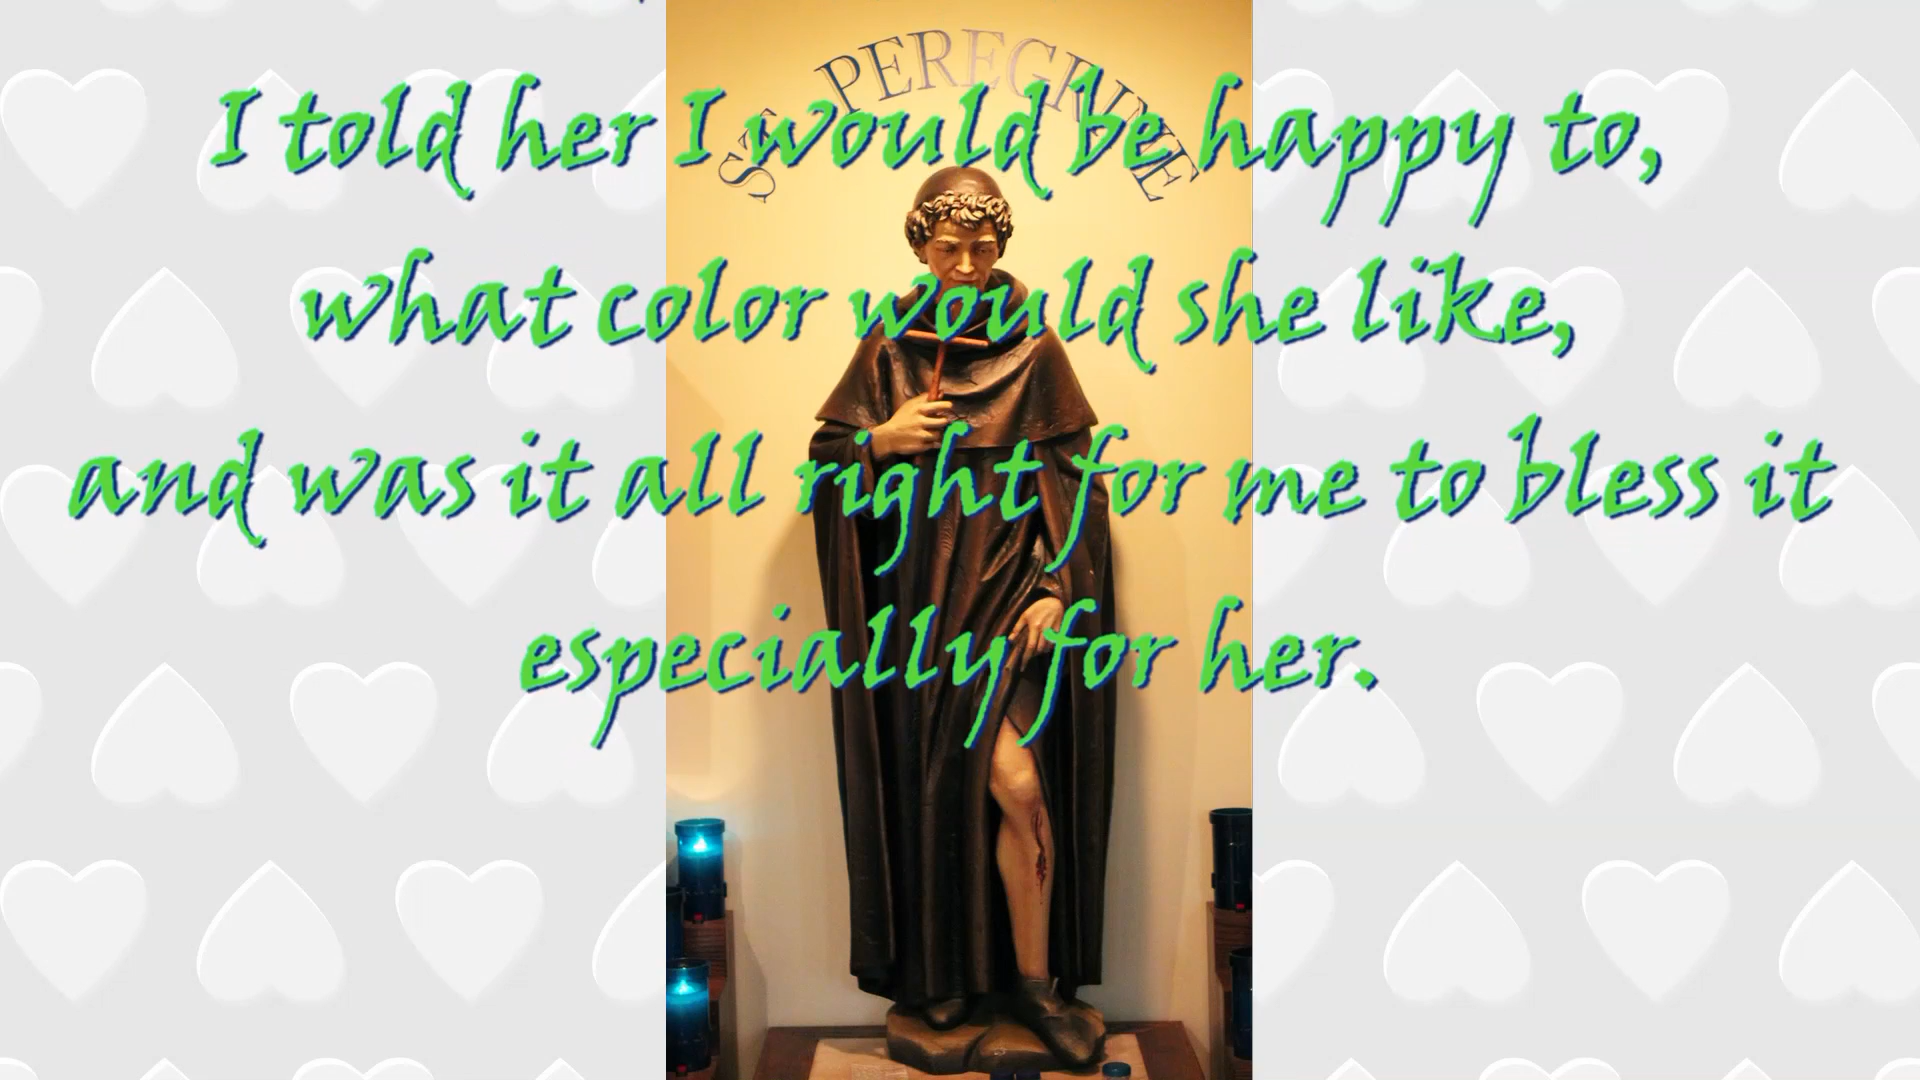 ST. PEREGRINE
I told her I would be happy to,
what color would she like,
and was it all right for me to bless it
especially for her.